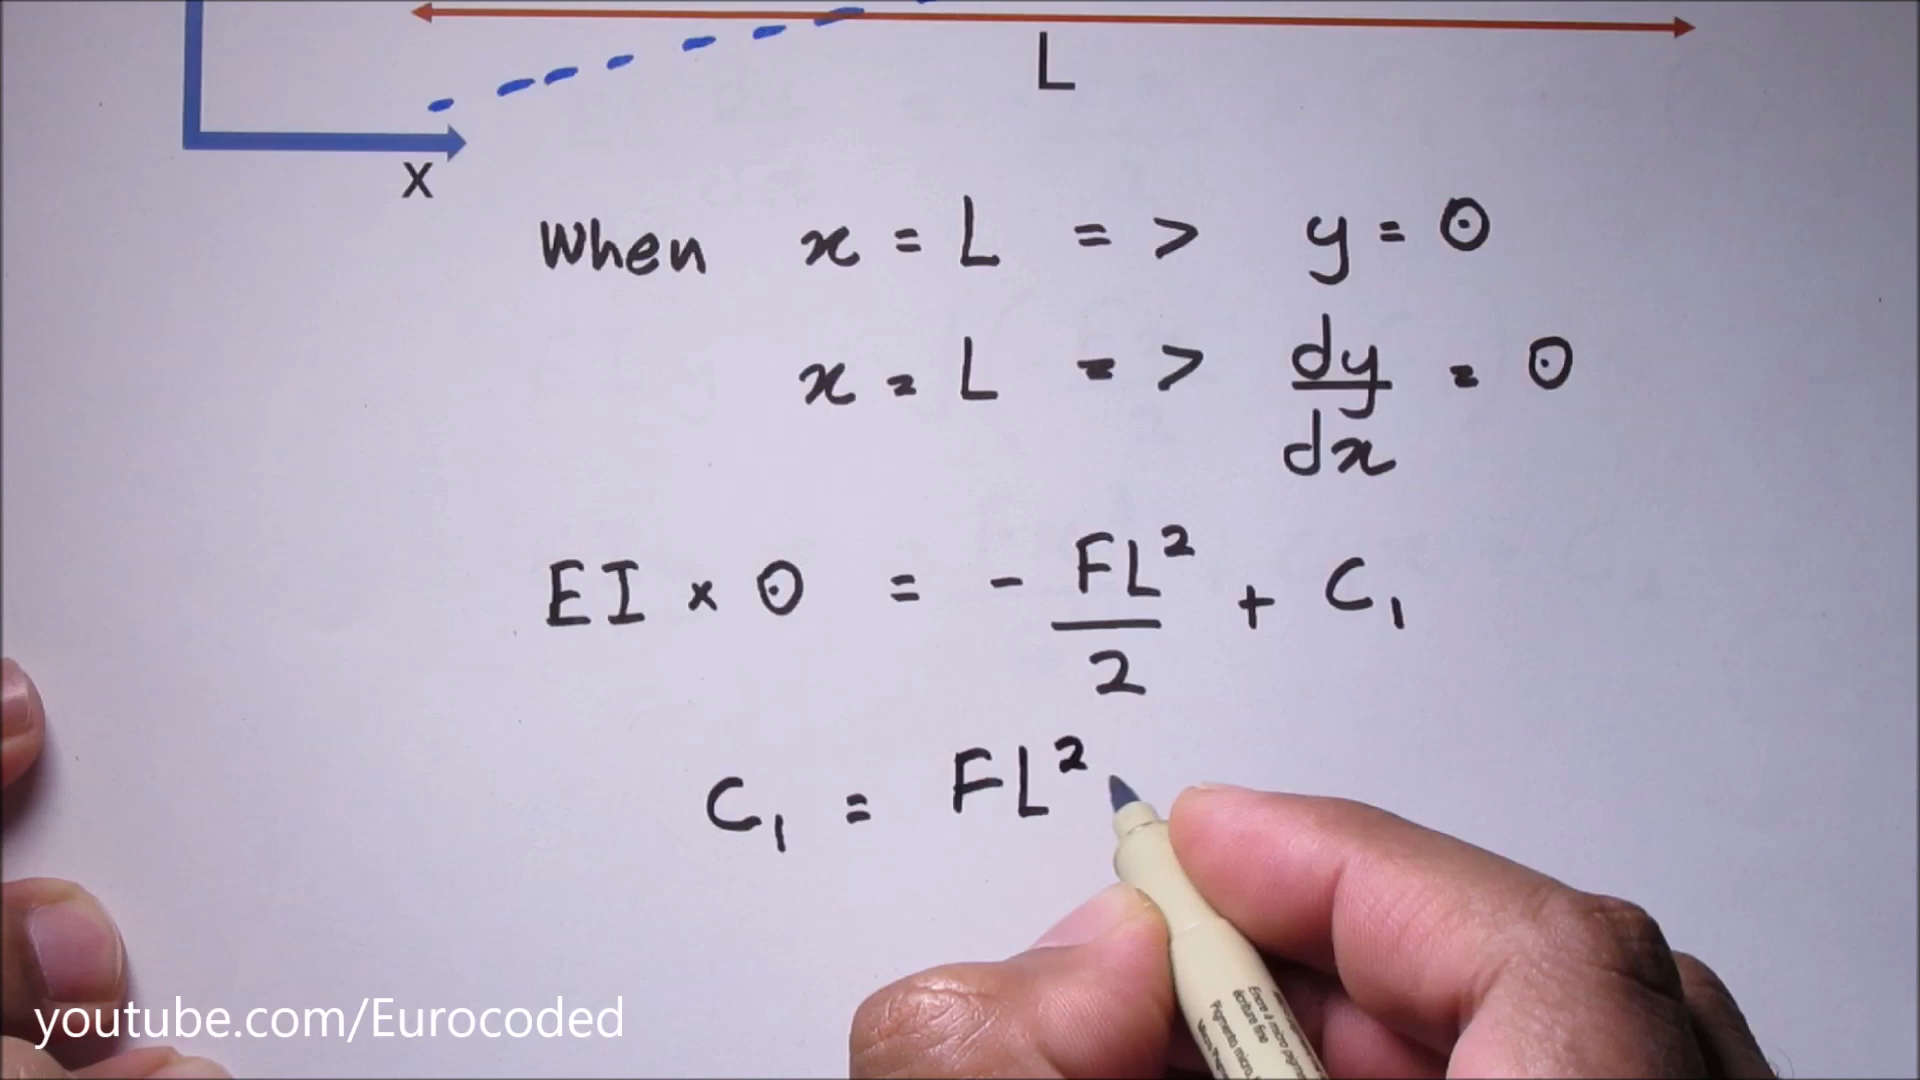 L
x
When x = L => y = 0
x = L => dy/dx = 0
EI × 0 = - FL²/2 + C₁
C₁ = FL²
youtube.com/Eurocoded